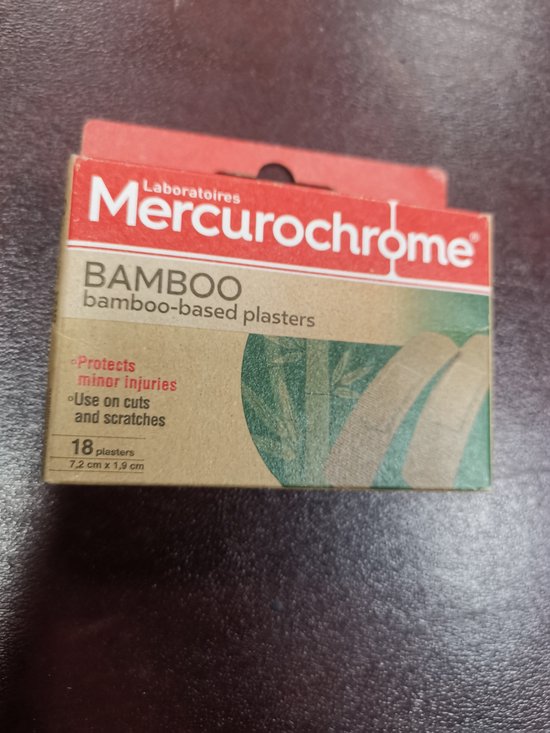 Laboratoires
Mercurochrome®
BAMBOO
bamboo-based plasters
°Protects
minor injuries
°Use on cuts
and scratches
18 plasters
7,2 cm x 1,9 cm